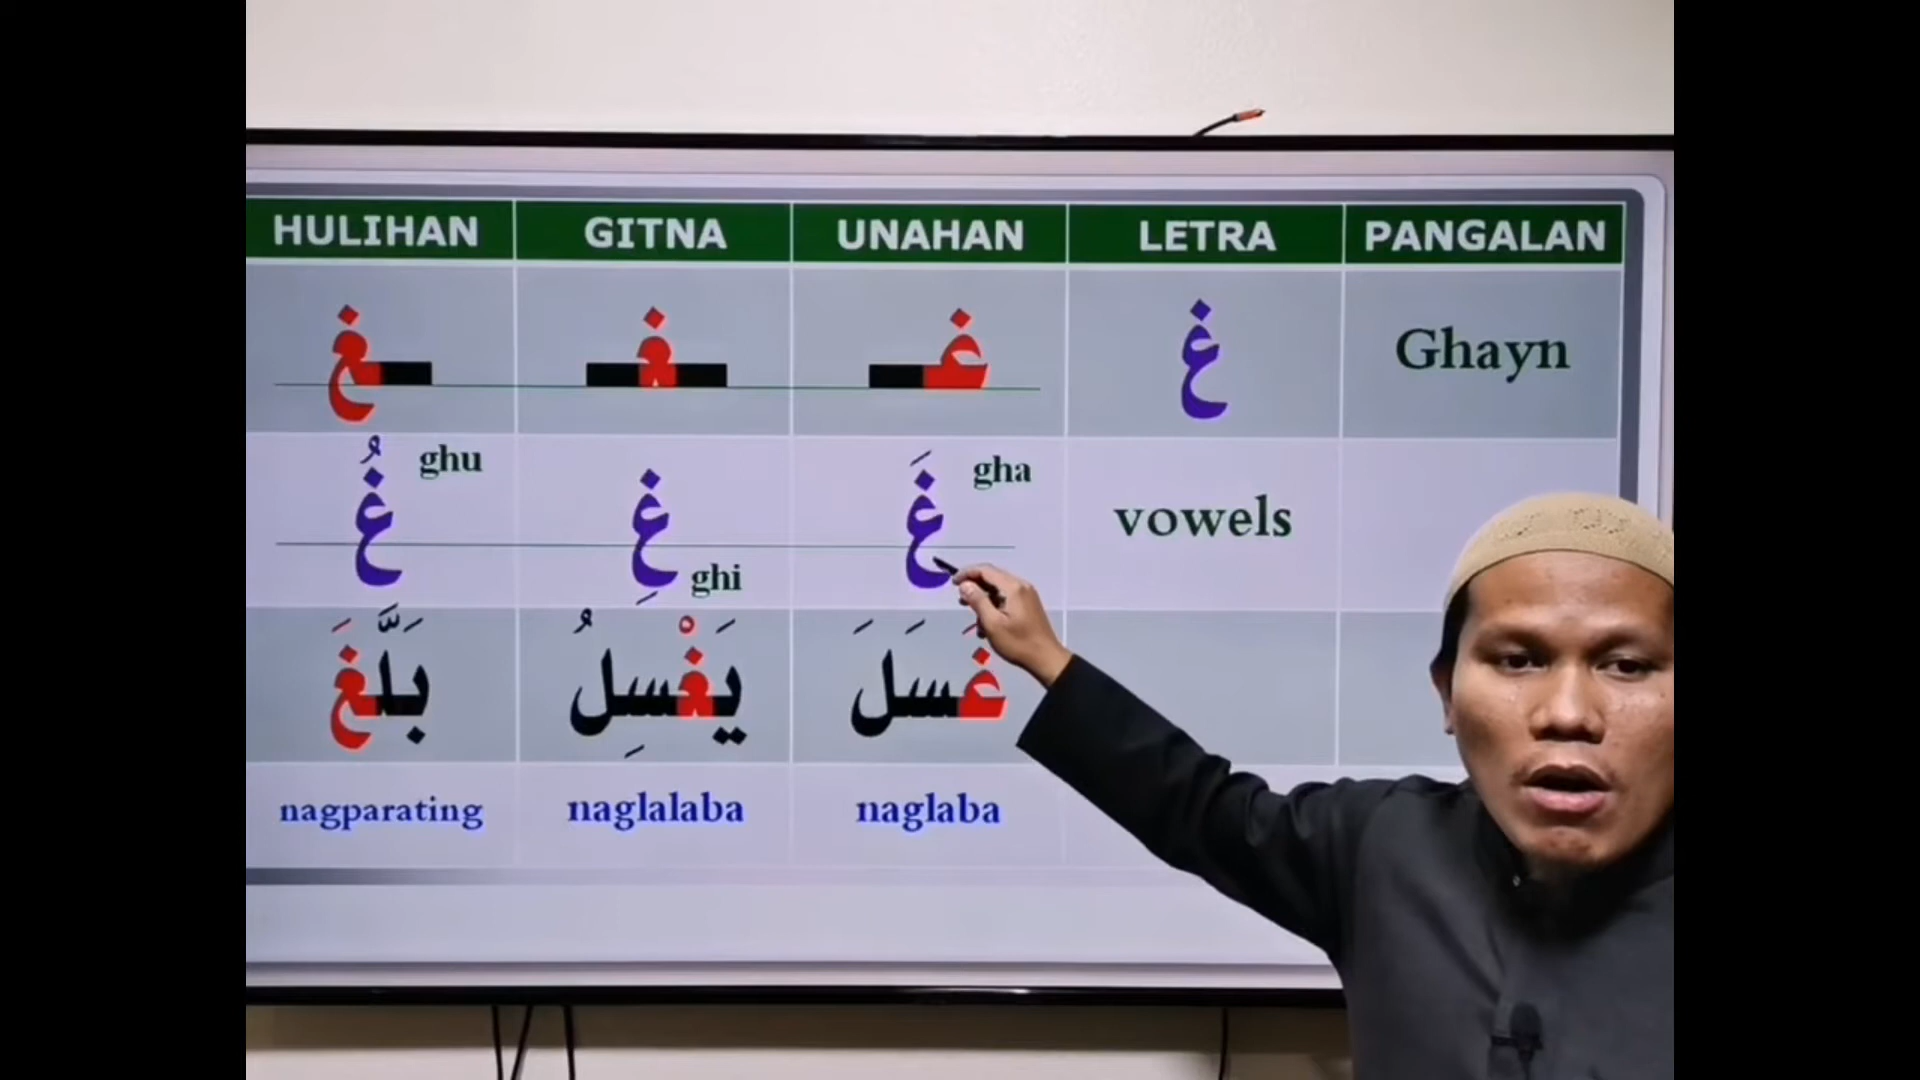 HULIHAN GITNA UNAHAN LETRA PANGALAN
ـغ ـغـ غـ غ Ghayn
غُ ghu غِ ghi غَ gha vowels
بَلَّغَ يَغْسِلُ غَسَلَ
nagparating naglalaba naglaba